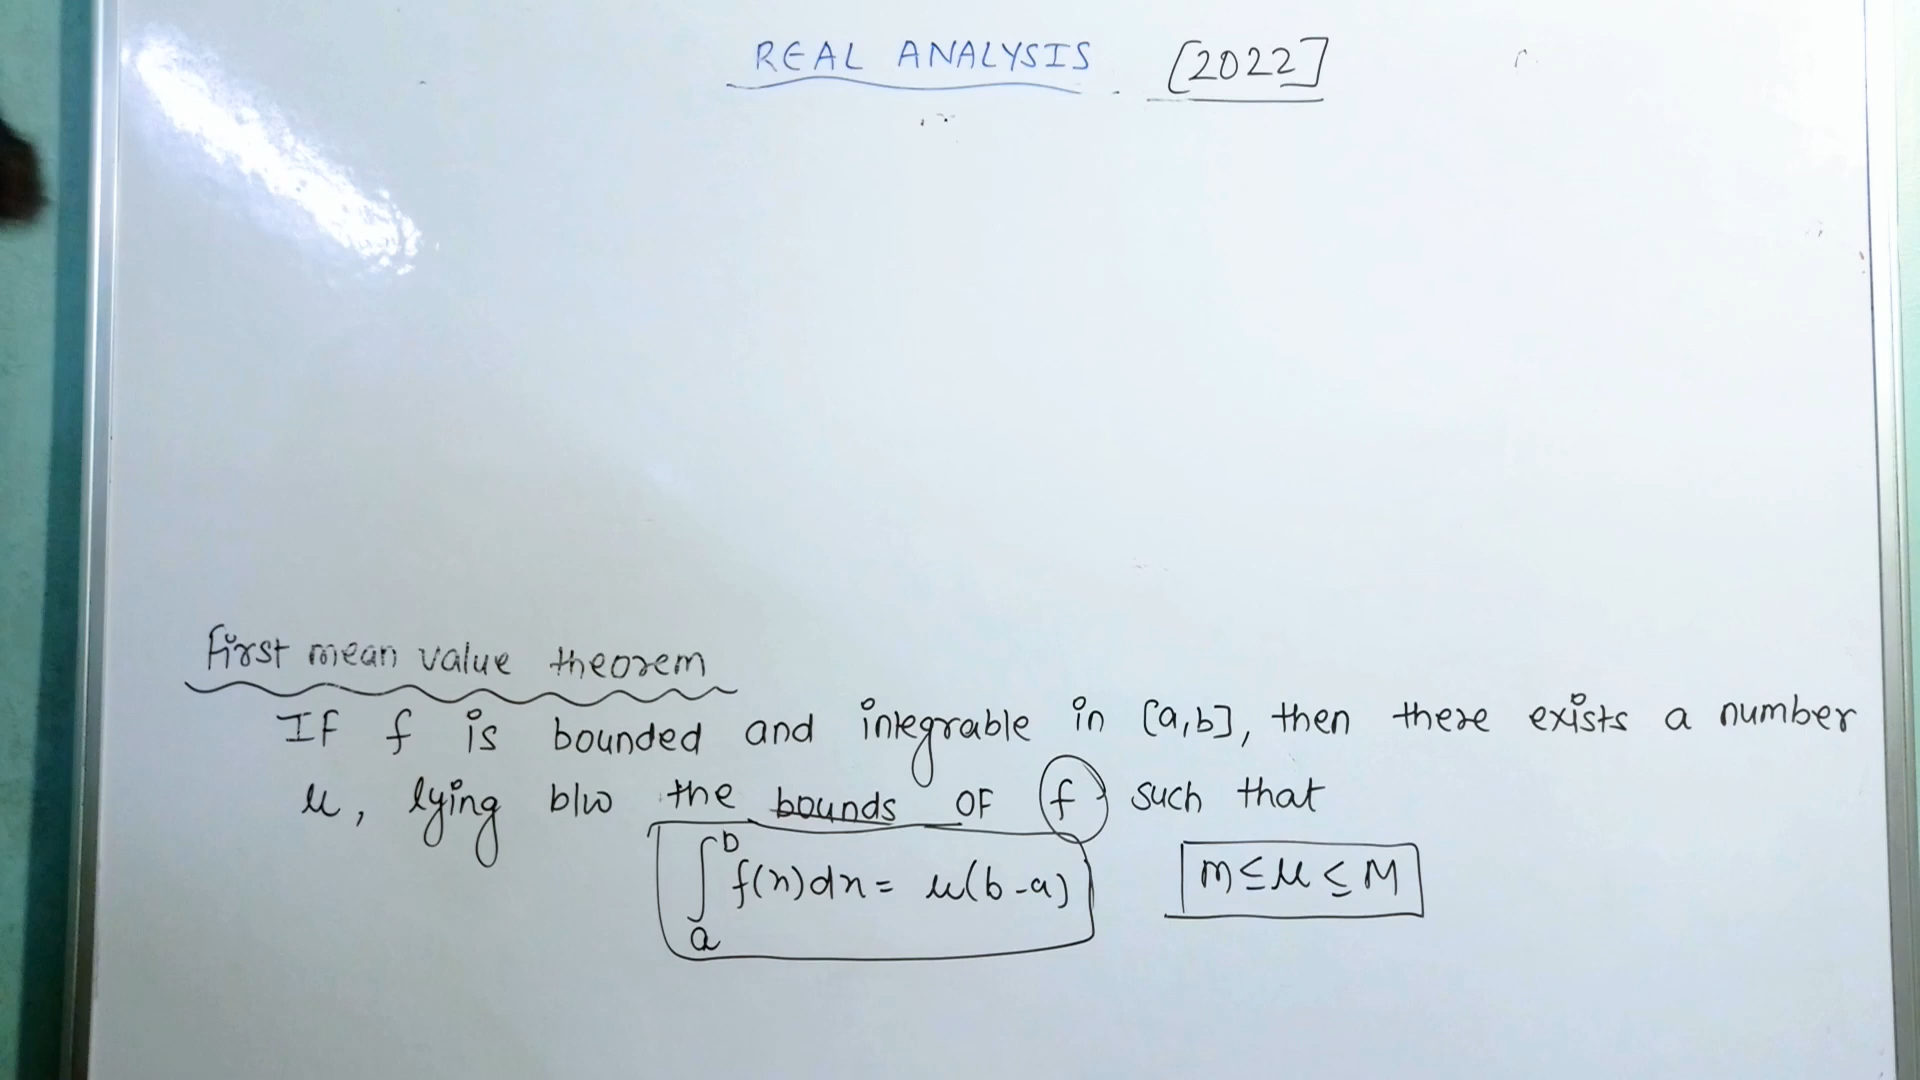 REAL ANALYSIS [2022]
First mean value theorem
If f is bounded and integrable in [a,b], then there exists a number
μ, lying b/w the bounds of f such that
∫ₐᵇ f(x)dx = μ(b-a) m≤μ≤M